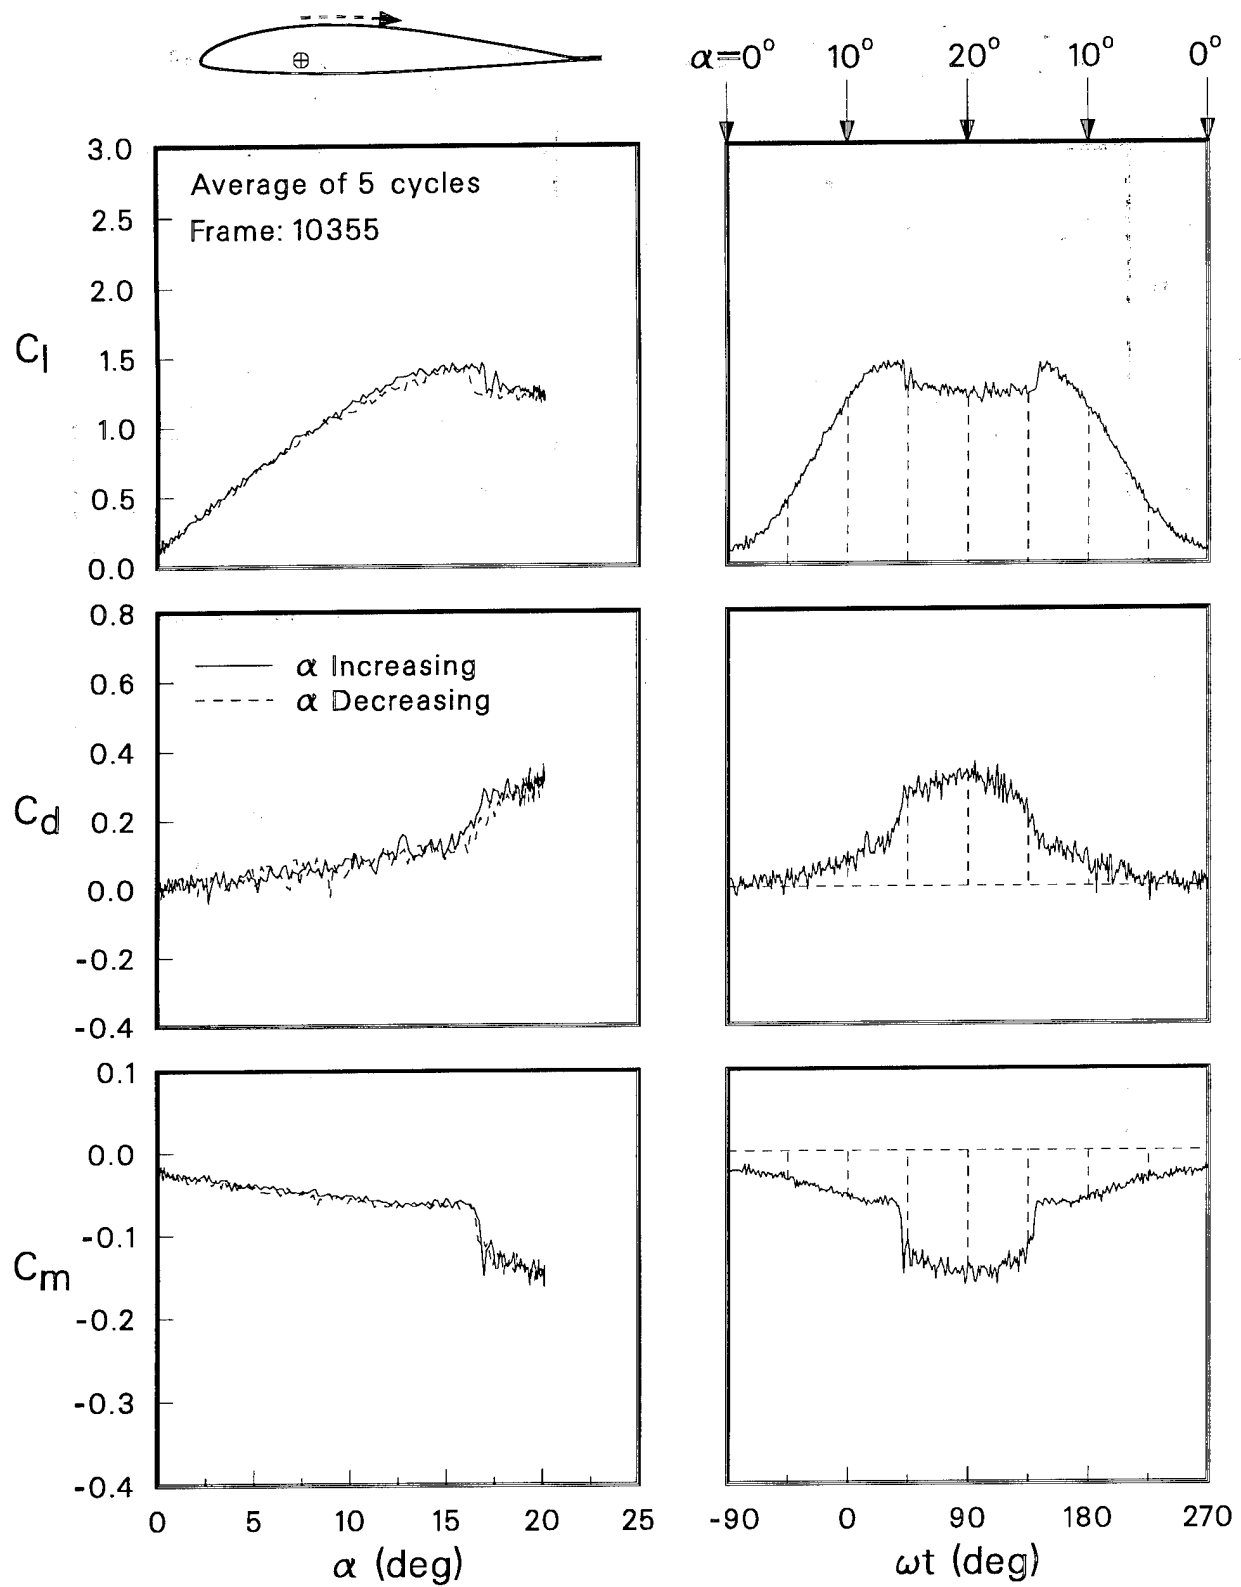 α=0° 10° 20° 10° 0°
3.0
2.5
2.0
1.5
1.0
0.5
0.0
Cl
Average of 5 cycles
Frame: 10355
0.8
0.6
0.4
0.2
0.0
-0.2
-0.4
Cd
α Increasing
α Decreasing
0.1
0.0
-0.1
-0.2
-0.3
-0.4
Cm
0 5 10 15 20 25
α (deg)
-90 0 90 180 270
ωt (deg)